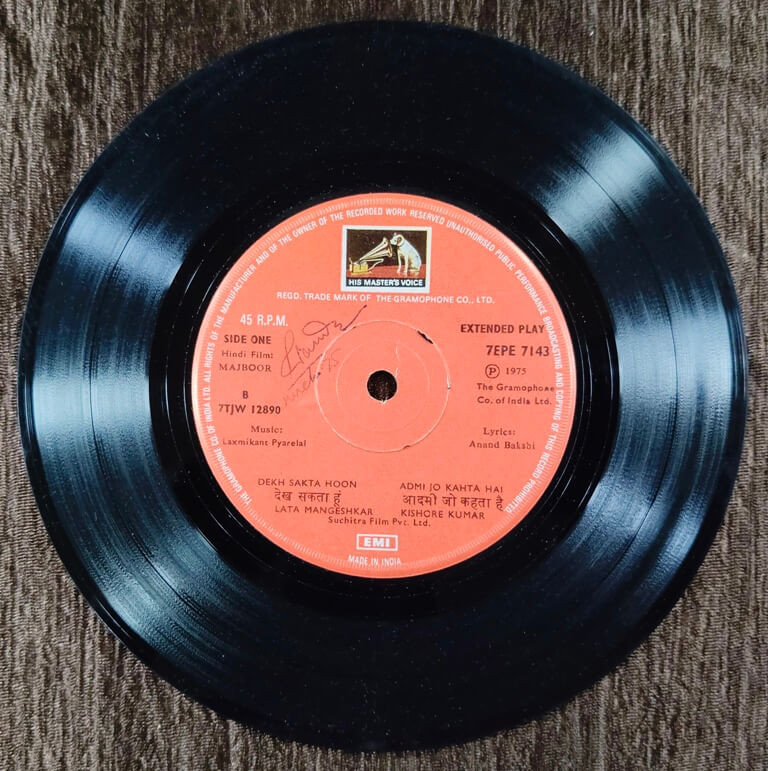 THE GRAMOPHONE CO. OF INDIA LTD. ALL RIGHTS OF THE MANUFACTURER AND OF THE OWNER OF THE RECORDED WORK RESERVED UNAUTHORISED PUBLIC PERFORMANCE BROADCASTING AND COPYING OF THIS RECORD PROHIBITED
HIS MASTER'S VOICE
REGD. TRADE MARK OF THE GRAMOPHONE CO., LTD.
45 R.P.M.
EXTENDED PLAY
SIDE ONE
7EPE 7143
Hindi Film:
MAJBOOR
Ⓟ 1975
The Gramophone
Co. of India Ltd.
B
7TJW 12890
Music:
Laxmikant Pyarelal
Lyrics:
Anand Bakshi
DEKH SAKTA HOON
देख सकता हूं
LATA MANGESHKAR
ADMI JO KAHTA HAI
आदमी जो कहता है
KISHORE KUMAR
Suchitra Film Pvt. Ltd.
EMI
MADE IN INDIA